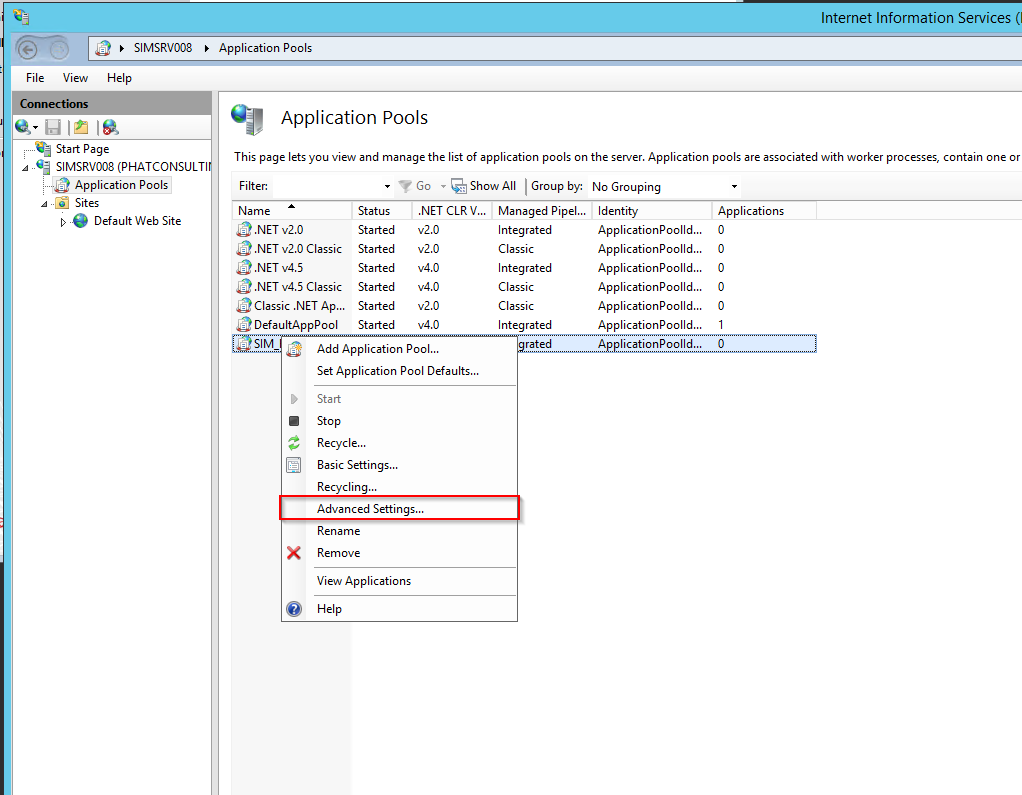 Internet Information Services (
SIMSRV008 Application Pools
File View Help
Connections
Start Page
SIMSRV008 (PHATCONSULTIN
Application Pools
Sites
Default Web Site
Application Pools
This page lets you view and manage the list of application pools on the server. Application pools are associated with worker processes, contain one or
Filter: Go Show All Group by: No Grouping
Name Status .NET CLR V... Managed Pipel... Identity Applications
.NET v2.0 Started v2.0 Integrated ApplicationPoolId... 0
.NET v2.0 Classic Started v2.0 Classic ApplicationPoolId... 0
.NET v4.5 Started v4.0 Integrated ApplicationPoolId... 0
.NET v4.5 Classic Started v4.0 Classic ApplicationPoolId... 0
Classic .NET Ap... Started v2.0 Classic ApplicationPoolId... 0
DefaultAppPool Started v4.0 Integrated ApplicationPoolId... 1
SIM_ grated ApplicationPoolId... 0
Add Application Pool...
Set Application Pool Defaults...
Start
Stop
Recycle...
Basic Settings...
Recycling...
Advanced Settings...
Rename
Remove
View Applications
Help